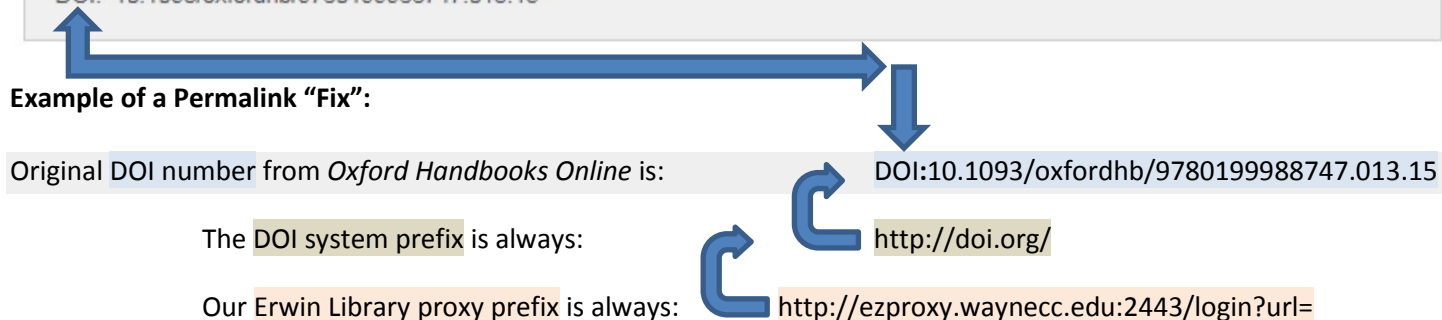 Example of a Permalink “Fix”:
Original DOI number from Oxford Handbooks Online is: DOI:10.1093/oxfordhb/9780199988747.013.15
The DOI system prefix is always: http://doi.org/
Our Erwin Library proxy prefix is always: http://ezproxy.waynecc.edu:2443/login?url=